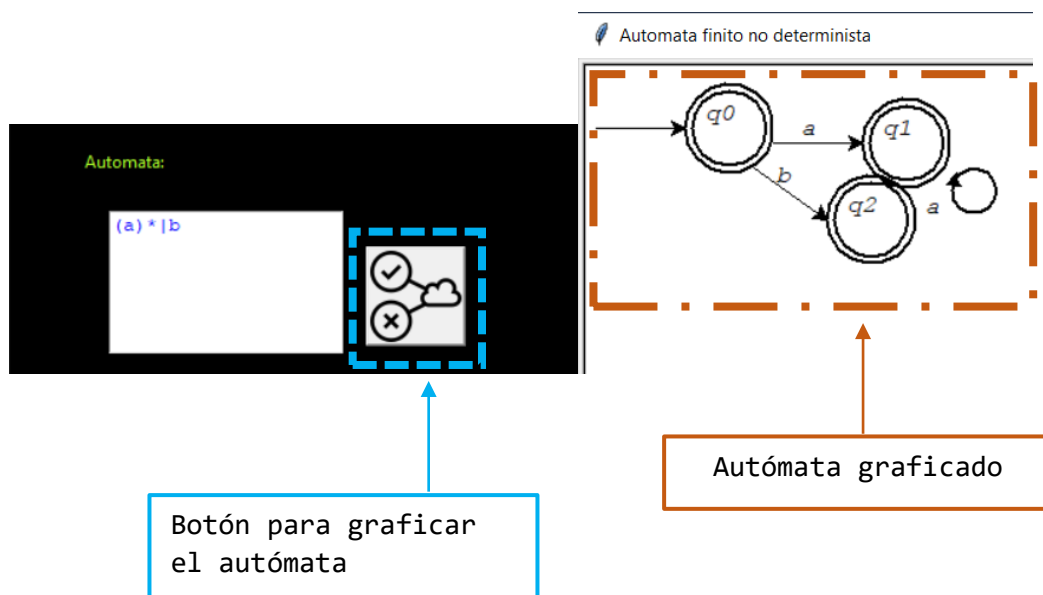 Automata finito no determinista
q0
a
q1
b
q2
a
Automata:
(a)*|b
Autómata graficado
Botón para graficar
el autómata